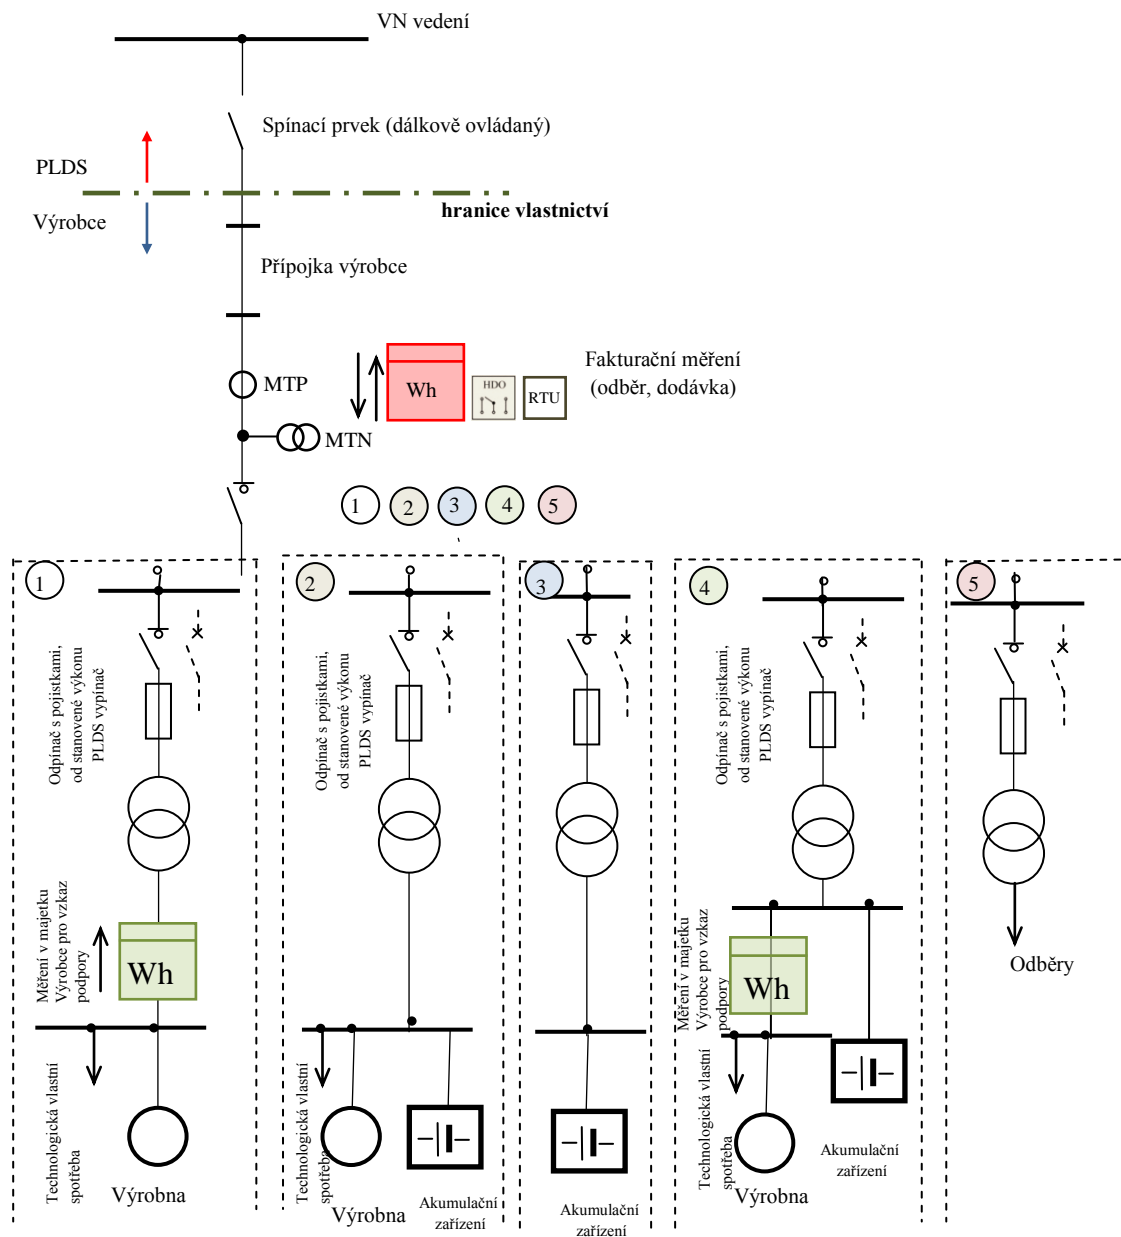 VN vedení
Spínací prvek (dálkově ovládaný)
PLDS
hranice vlastnictví
Výrobce
Přípojka výrobce
Fakturační měření
(odběr, dodávka)
MTP
Wh
HDO
RTU
MTN
1
2
3
4
5
1
2
3
4
5
Odpínač s pojistkami,
od stanovené výkonu
PLDS vypínač
Odpínač s pojistkami,
od stanovené výkonu
PLDS vypínač
Odpínač s pojistkami,
od stanovené výkonu
PLDS vypínač
Měření v majetku
Výrobce pro vzkaz
podpory
Wh
Měření v majetku
Výrobce pro vzkaz
podpory
Wh
Odběry
Technologická vlastní
spotřeba
Výrobna
Technologická vlastní
spotřeba
Výrobna
Akumulační
zařízení
Akumulační
zařízení
Technologická vlastní
spotřeba
Výrobna
Akumulační
zařízení